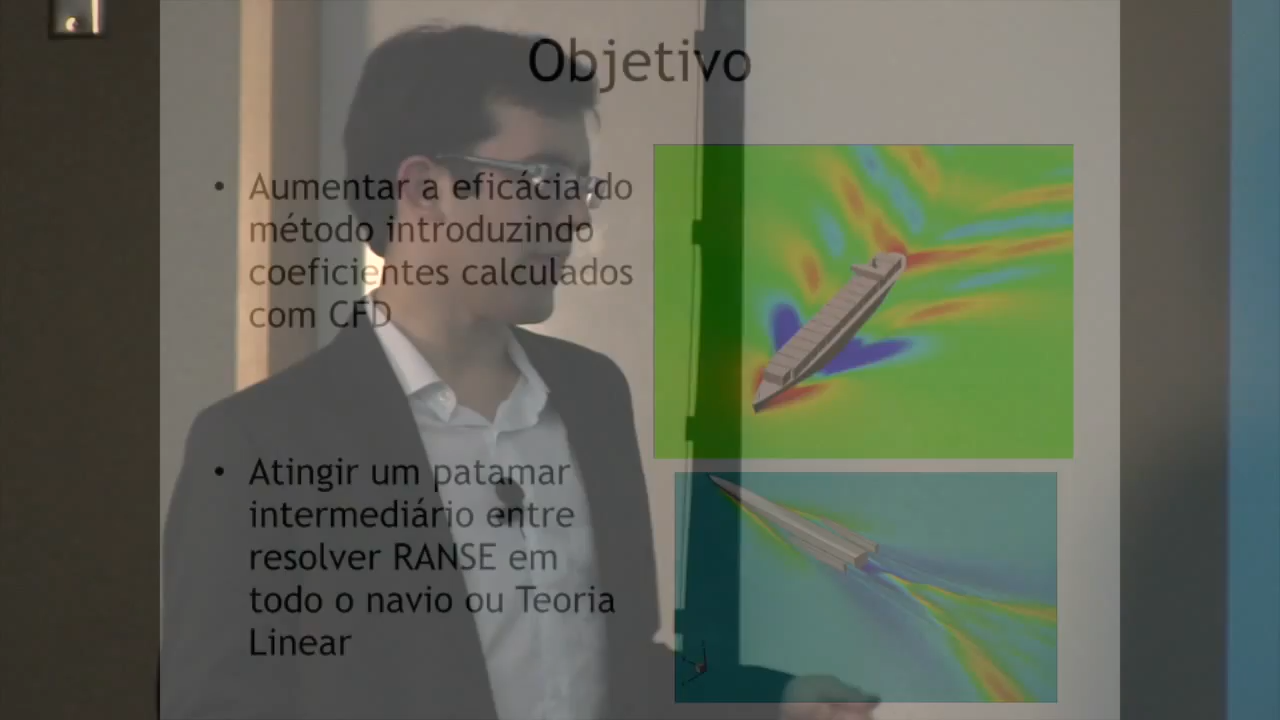 Objetivo
• Aumentar a eficácia do
método introduzindo
coeficientes calculados
com CFD
• Atingir um patamar
intermediário entre
resolver RANSE em
todo o navio ou Teoria
Linear